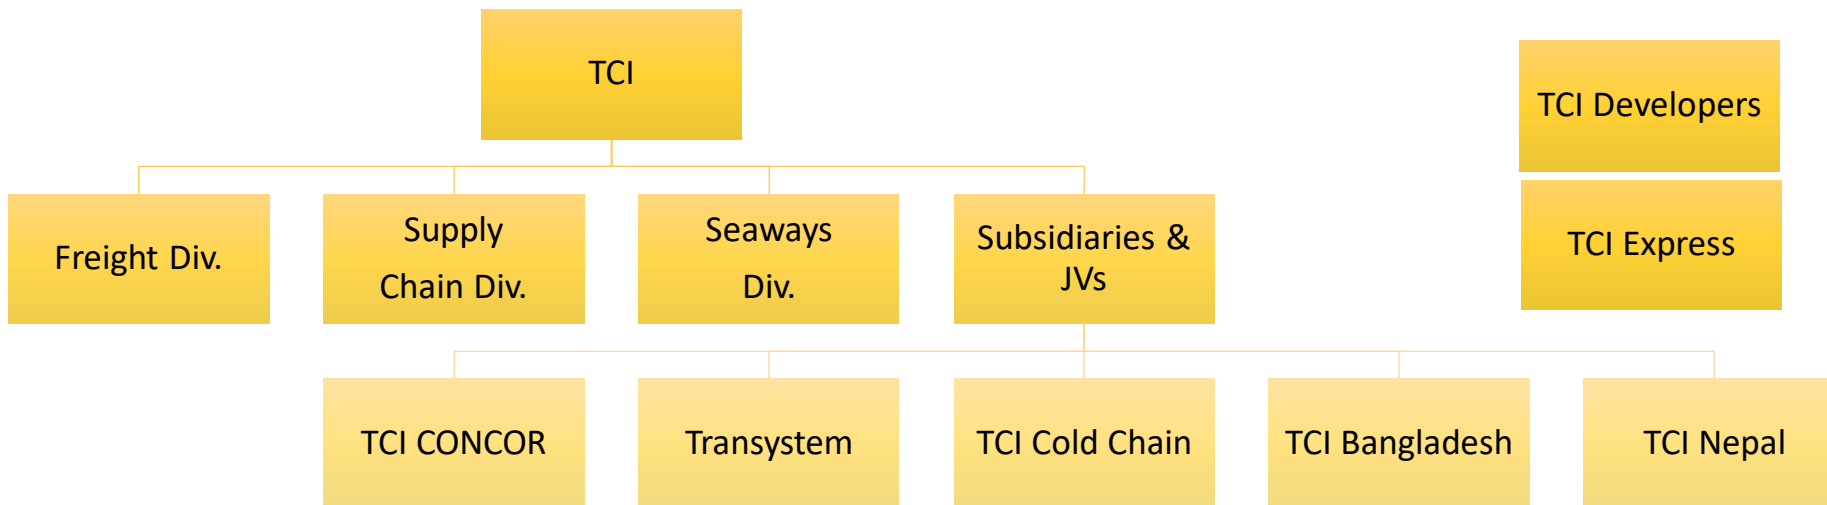 TCI
TCI Developers
TCI Express
Freight Div.
Supply
Chain Div.
Seaways
Div.
Subsidiaries &
JVs
TCI CONCOR
Transystem
TCI Cold Chain
TCI Bangladesh
TCI Nepal